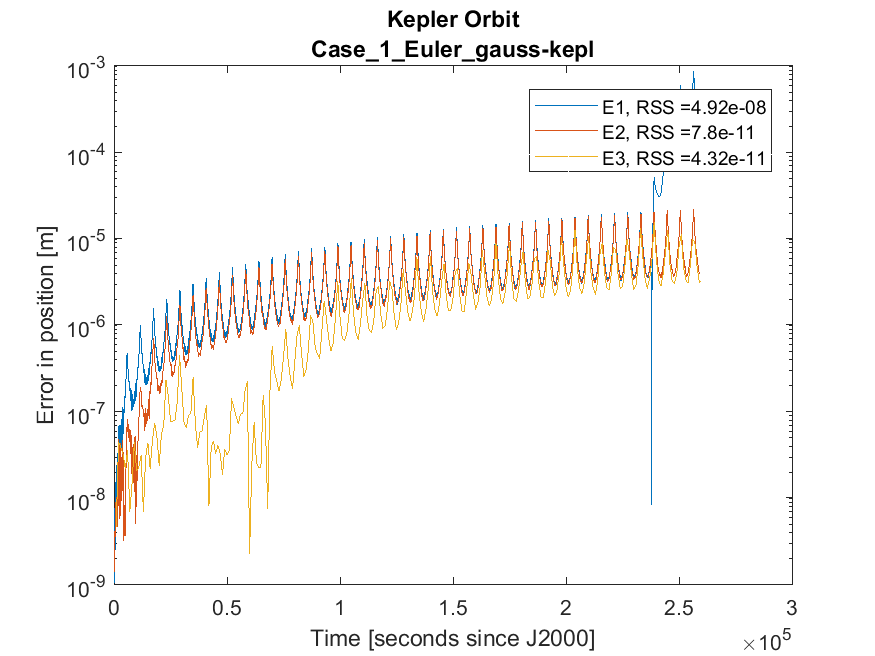 Kepler Orbit
Case_1_Euler_gauss-kepl
10-3
10-4
10-5
10-6
10-7
10-8
10-9
Error in position [m]
E1, RSS =4.92e-08
E2, RSS =7.8e-11
E3, RSS =4.32e-11
0 0.5 1 1.5 2 2.5 3
×105
Time [seconds since J2000]